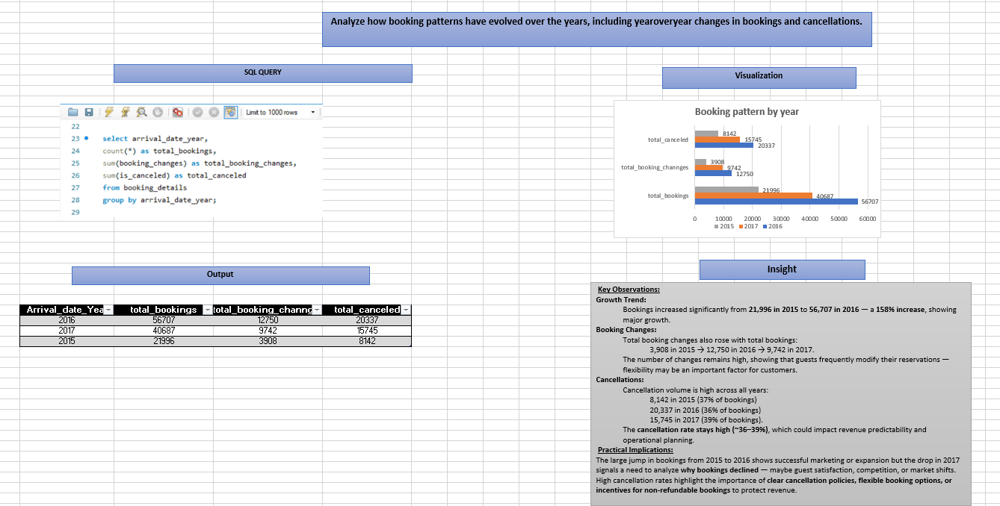 Analyze how booking patterns have evolved over the years, including yearoveryear changes in bookings and cancellations.
SQL QUERY
Limit to 1000 rows
22
23 select arrival_date_year,
24 count(*) as total_bookings,
25 sum(booking_changes) as total_booking_changes,
26 sum(is_canceled) as total_canceled
27 from booking_details
28 group by arrival_date_year;
29
Output
Arrival_date_Yea total_bookings total_booking_channg total_canceled
2016 56707 12750 20337
2017 40687 9742 15745
2015 21996 3908 8142
Visualization
Booking pattern by year
total_canceled 8142 15745 20337
total_booking_channges 3908 9742 12750
total_bookings 21996 40687 56707
0 10000 20000 30000 40000 50000 60000
2015 2017 2016
Insight
Key Observations:
Growth Trend:
Bookings increased significantly from 21,996 in 2015 to 56,707 in 2016 — a 158% increase, showing
major growth.
Booking Changes:
Total booking changes also rose with total bookings:
3,908 in 2015 → 12,750 in 2016 → 9,742 in 2017.
The number of changes remains high, showing that guests frequently modify their reservations —
flexibility may be an important factor for customers.
Cancellations:
Cancellation volume is high across all years:
8,142 in 2015 (37% of bookings)
20,337 in 2016 (36% of bookings)
15,745 in 2017 (39% of bookings).
The cancellation rate stays high (~36–39%), which could impact revenue predictability and
operational planning.
Practical Implications:
The large jump in bookings from 2015 to 2016 shows successful marketing or expansion but the drop in 2017
signals a need to analyze why bookings declined — maybe guest satisfaction, competition, or market shifts.
High cancellation rates highlight the importance of clear cancellation policies, flexible booking options, or
incentives for non-refundable bookings to protect revenue.